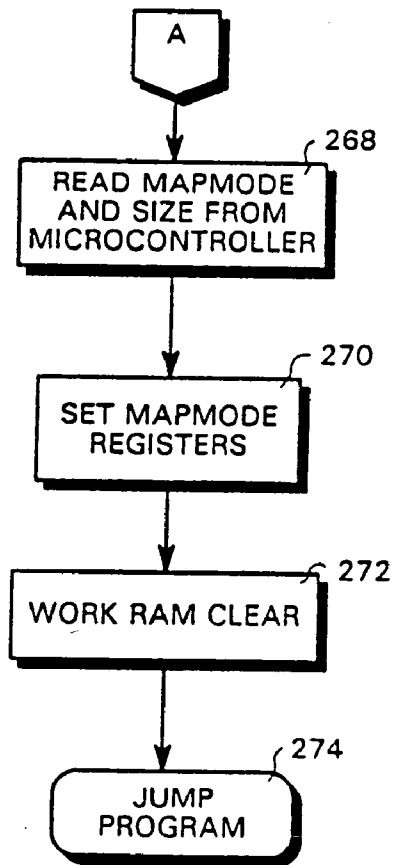 A
268
READ MAPMODE
AND SIZE FROM
MICROCONTROLLER
270
SET MAPMODE
REGISTERS
272
WORK RAM CLEAR
274
JUMP
PROGRAM